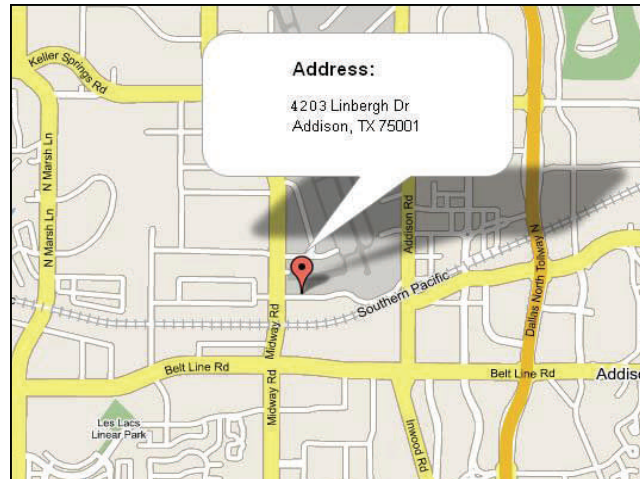 Keller Springs Rd
Address:
4203 Linbergh Dr
Addison, TX 75001
N Marsh Ln
N Marsh Ln
Addison Rd
Dallas North Tollway N
Southern Pacific
Midway Rd
Belt Line Rd
Belt Line Rd
Addisc
Midway Rd
Inwood Rd
Les Lacs
Linear Park